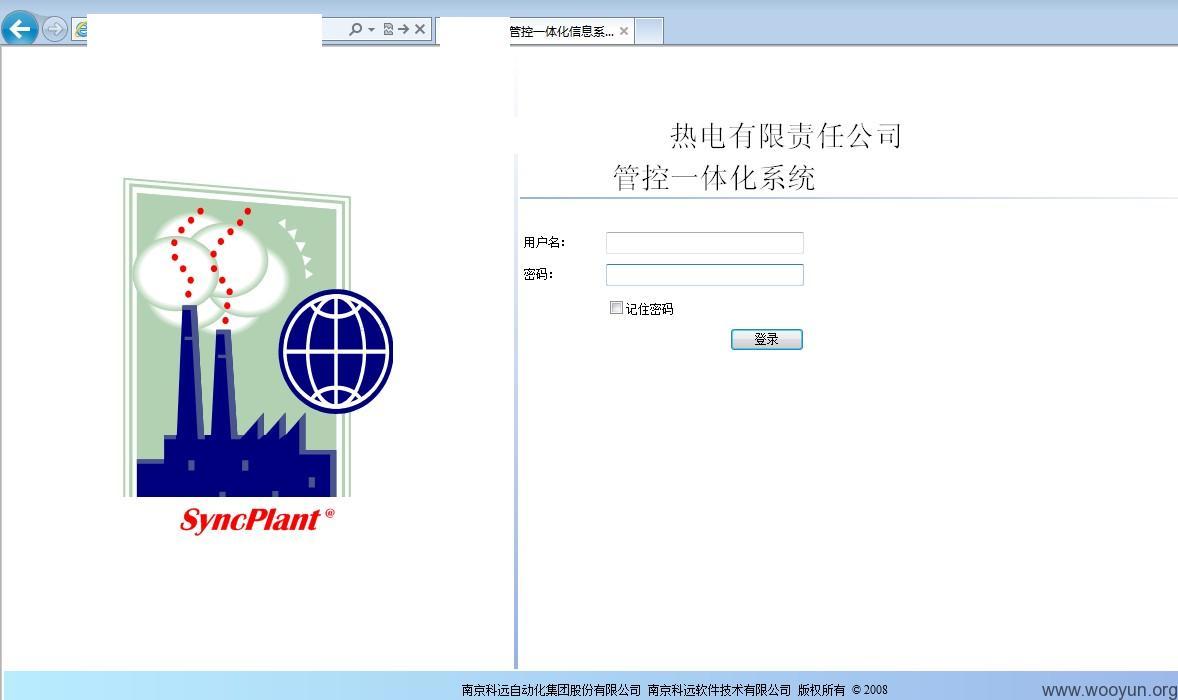 管控一体化信息系...
热电有限责任公司
管控一体化系统
用户名:
密码:
记住密码
登录
SyncPlant @
南京科远自动化集团股份有限公司 南京科远软件技术有限公司 版权所有 © 2008
www.wooyun.org